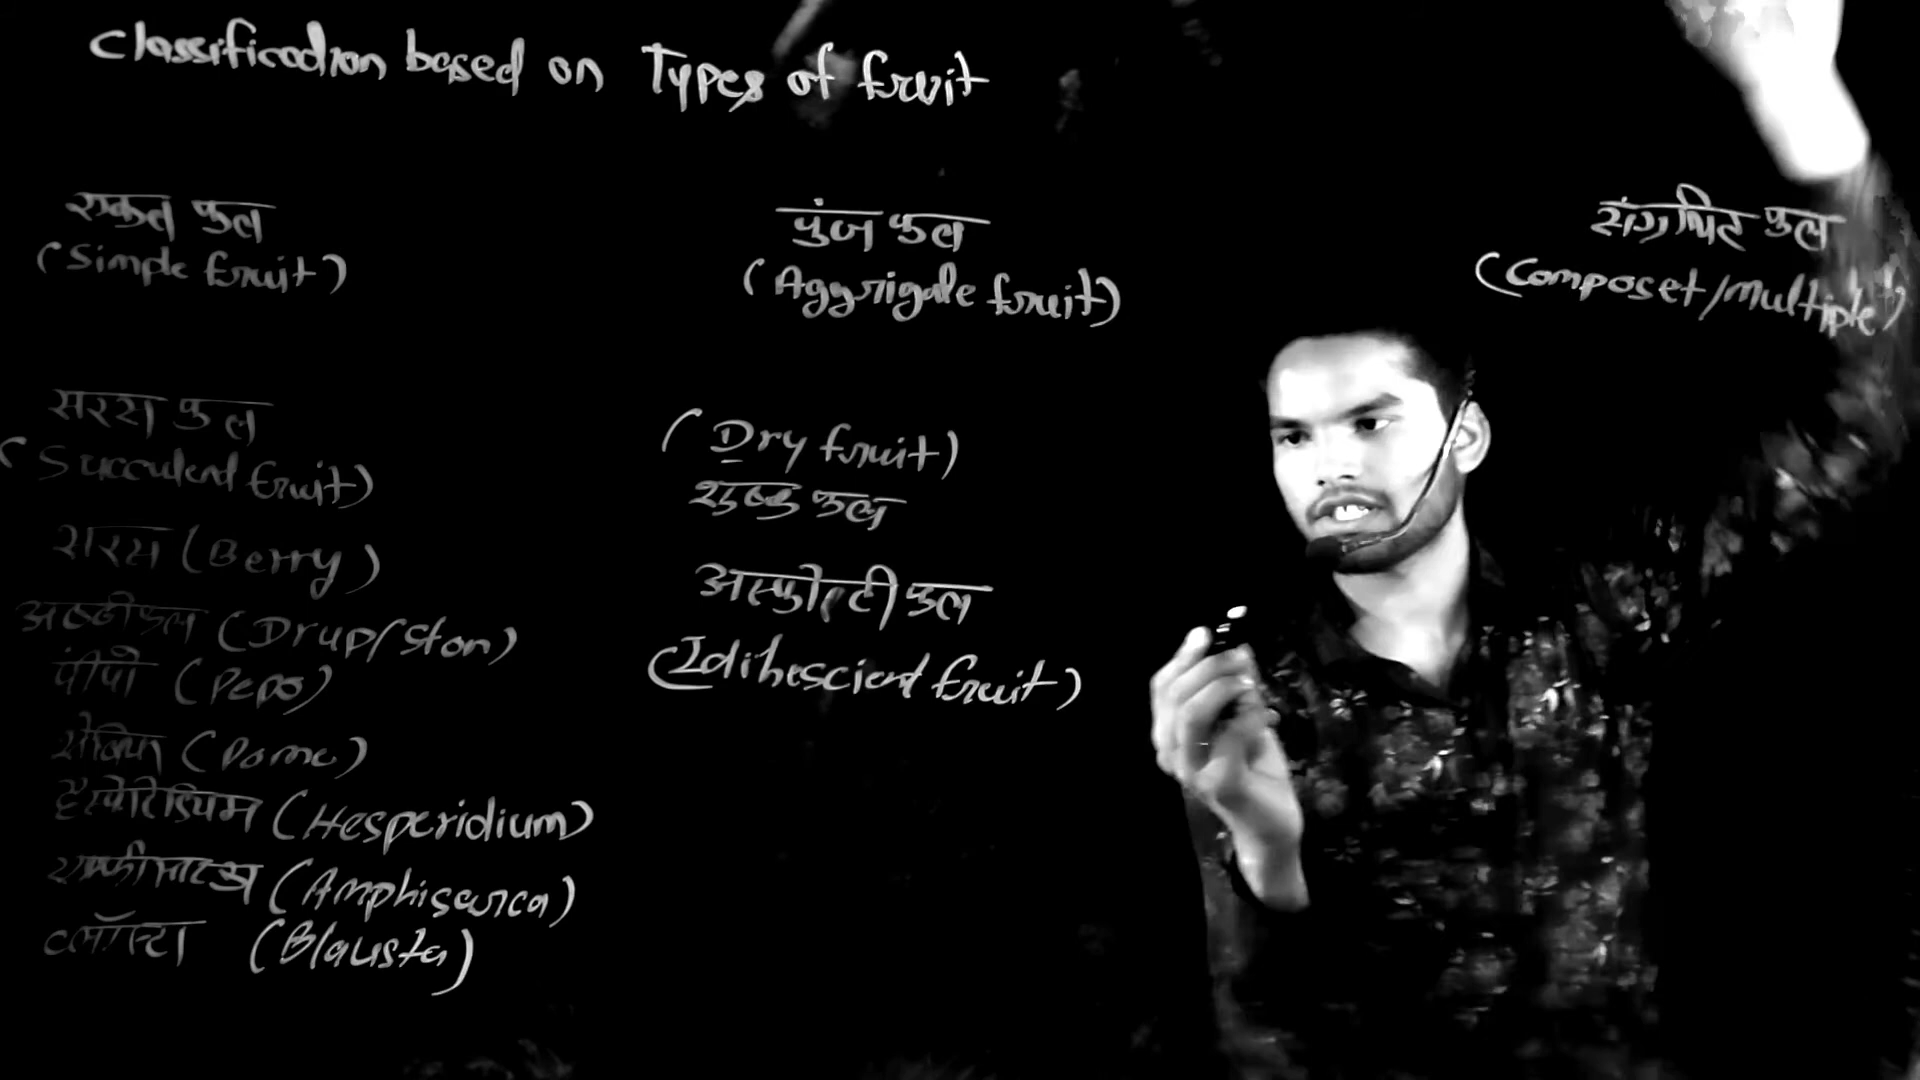 Classification based on Types of fruit
एकल फल
(Simple fruit)
पुंज फल
(Aggrigate fruit)
संग्रथित फल
(Composet/multiple)
सरस फल
(Succulent fruit)
सरस (Berry)
अष्ठीफल (Drup/Ston)
पीपो (Pepo)
(Pome)
हैस्पेरिडियम (Hesperidium)
(Amphisarca)
(Blausta)
(Dry fruit)
शुष्क फल
अस्फोटी फल
(Idihescient fruit)